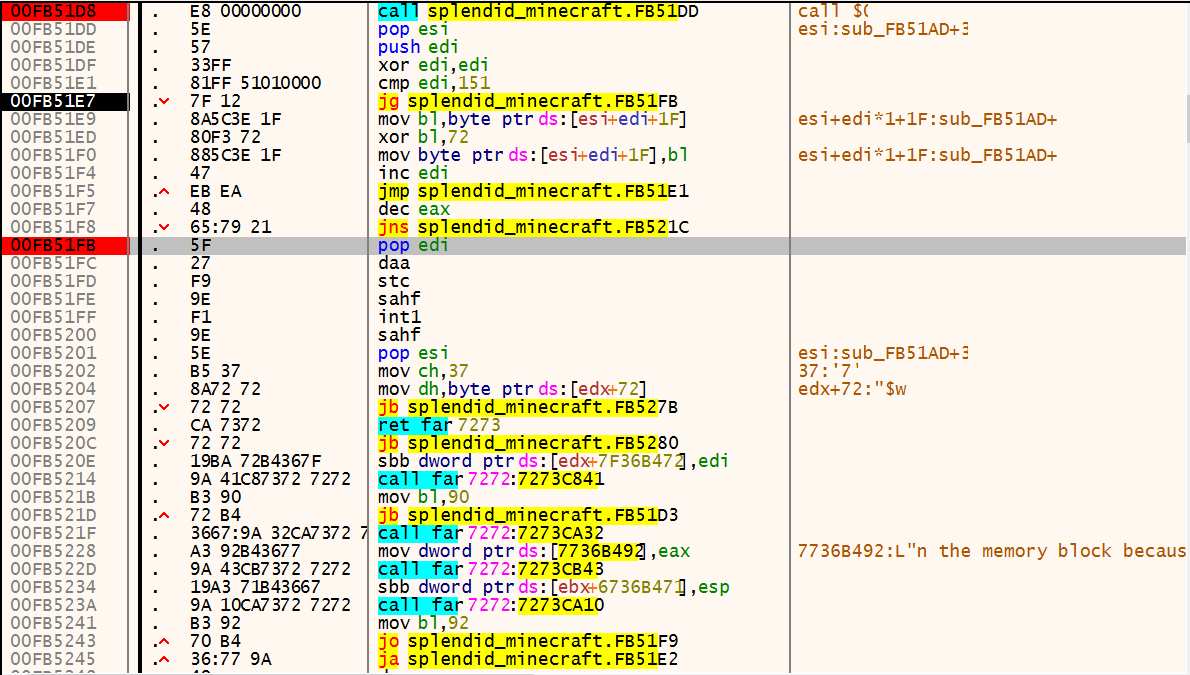 00FB51D8 . E8 00000000 call splendid_minecraft.FB51DD call $(
00FB51DD . 5E pop esi esi:sub_FB51AD+3
00FB51DE . 57 push edi
00FB51DF . 33FF xor edi,edi
00FB51E1 . 81FF 51010000 cmp edi,151
00FB51E7 . 7F 12 jg splendid_minecraft.FB51FB
00FB51E9 . 8A5C3E 1F mov bl,byte ptr ds:[esi+edi+1F] esi+edi*1+1F:sub_FB51AD+
00FB51ED . 80F3 72 xor bl,72
00FB51F0 . 885C3E 1F mov byte ptr ds:[esi+edi+1F],bl esi+edi*1+1F:sub_FB51AD+
00FB51F4 . 47 inc edi
00FB51F5 . EB EA jmp splendid_minecraft.FB51E1
00FB51F7 . 48 dec eax
00FB51F8 . 65:79 21 jns splendid_minecraft.FB521C
00FB51FB . 5F pop edi
00FB51FC . 27 daa
00FB51FD . F9 stc
00FB51FE . 9E sahf
00FB51FF . F1 int1
00FB5200 . 9E sahf
00FB5201 . 5E pop esi esi:sub_FB51AD+3
00FB5202 . B5 37 mov ch,37 37:'7'
00FB5204 . 8A72 72 mov dh,byte ptr ds:[edx+72] edx+72:"$w
00FB5207 . 72 72 jb splendid_minecraft.FB527B
00FB5209 . CA 7372 ret far 7273
00FB520C . 72 72 jb splendid_minecraft.FB5280
00FB520E . 19BA 72B4367F sbb dword ptr ds:[edx+7F36B472],edi
00FB5214 . 9A 41C87372 7272 call far 7272:7273C841
00FB521B . B3 90 mov bl,90
00FB521D . 72 B4 jb splendid_minecraft.FB51D3
00FB521F . 3667:9A 32CA7372 7 call far 7272:7273CA32
00FB5228 . A3 92B43677 mov dword ptr ds:[7736B492],eax 7736B492:L"n the memory block becaus
00FB522D . 9A 43CB7372 7272 call far 7272:7273CB43
00FB5234 . 19A3 71B43667 sbb dword ptr ds:[ebx+6736B471],esp
00FB523A . 9A 10CA7372 7272 call far 7272:7273CA10
00FB5241 . B3 92 mov bl,92
00FB5243 . 70 B4 jo splendid_minecraft.FB51F9
00FB5245 . 36:77 9A ja splendid_minecraft.FB51E2